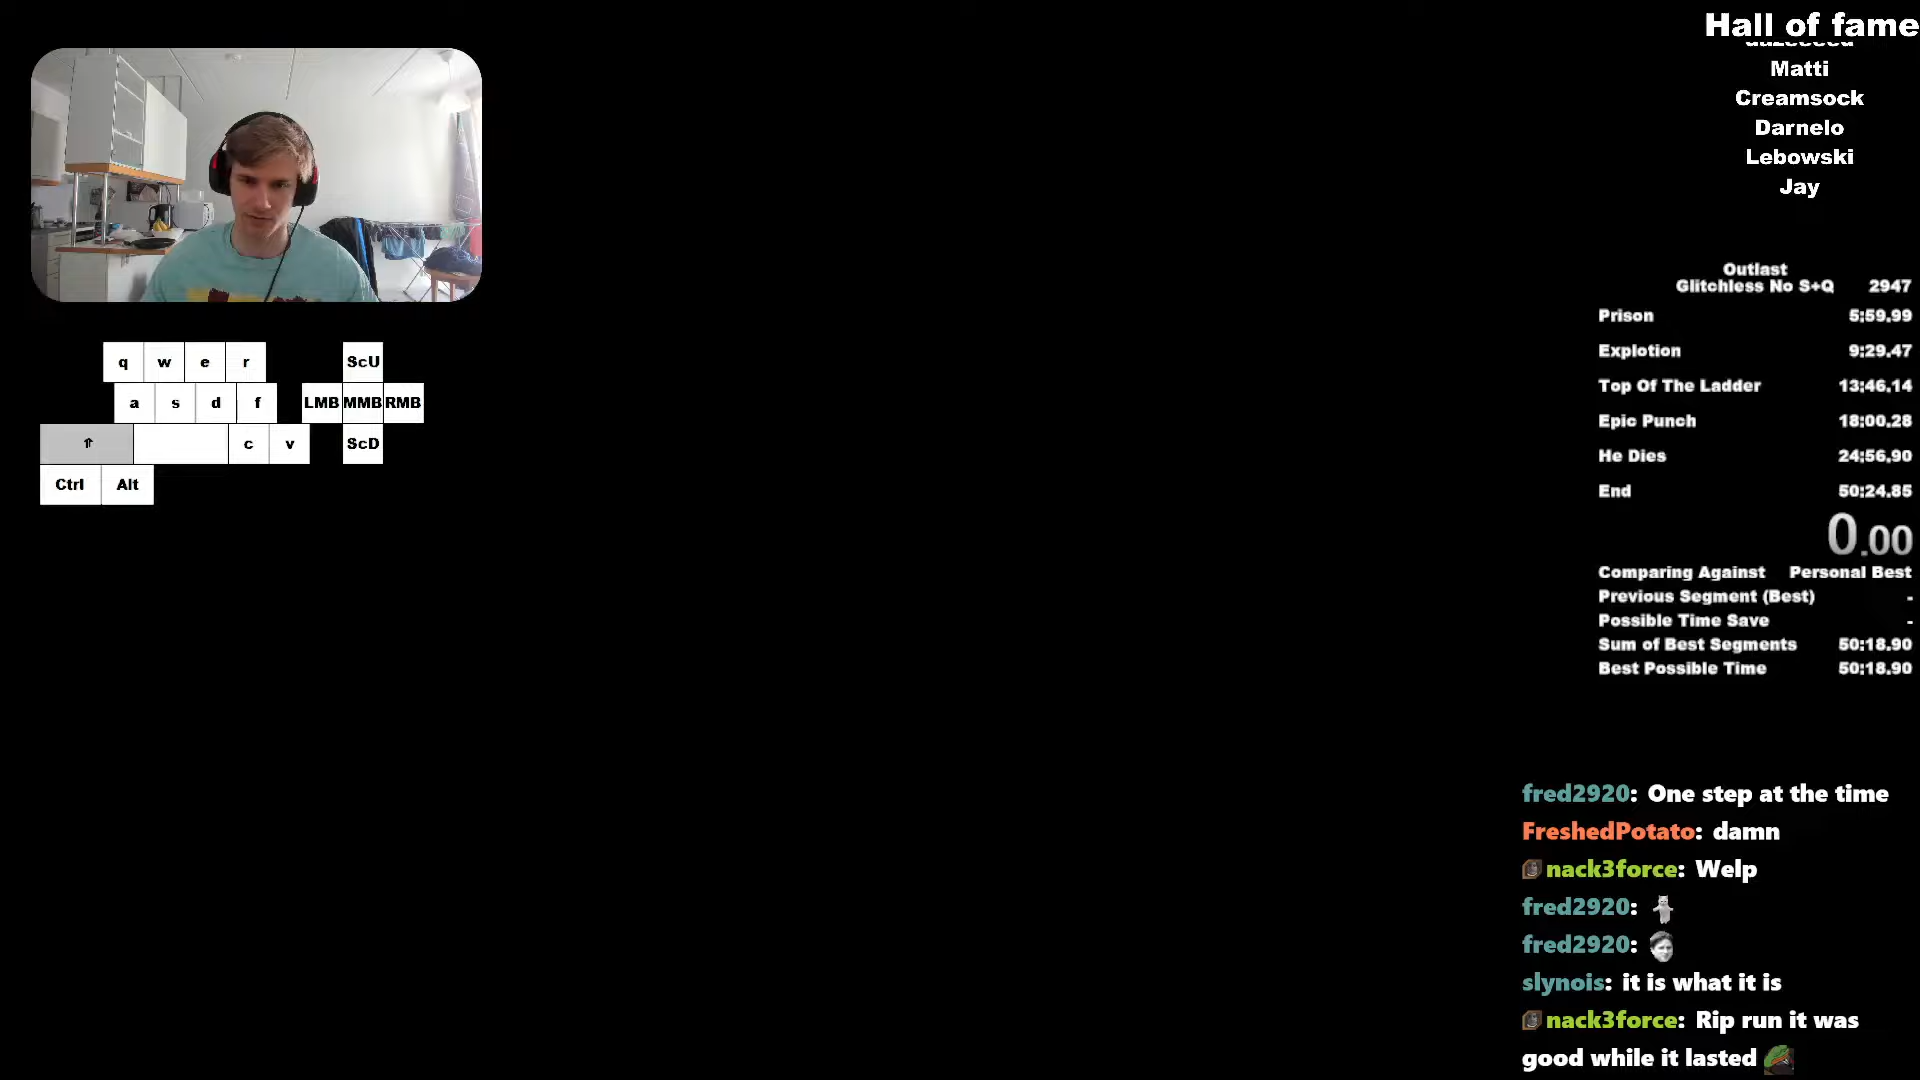 Hall of fame
Matti
Creamsock
Darnelo
Lebowski
Jay
q w e r ScU
a s d f LMB MMB RMB
⇑ c v ScD
Ctrl Alt
Outlast
Glitchless No S+Q 2947
Prison 5:59.99
Explotion 9:29.47
Top Of The Ladder 13:46.14
Epic Punch 18:00.28
He Dies 24:56.90
End 50:24.85
0.00
Comparing Against Personal Best
Previous Segment (Best) -
Possible Time Save -
Sum of Best Segments 50:18.90
Best Possible Time 50:18.90
fred2920: One step at the time
FreshedPotato: damn
nack3force: Welp
fred2920:
fred2920:
slynois: it is what it is
nack3force: Rip run it was
good while it lasted